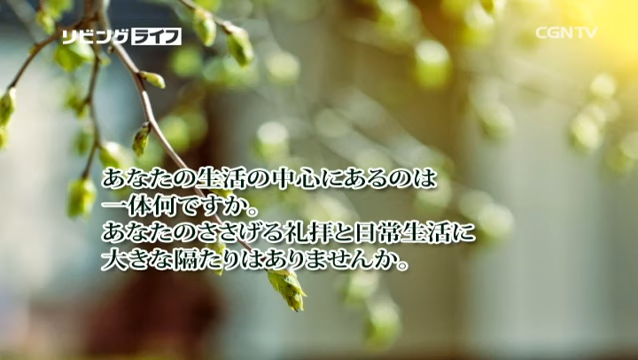 リビングライフ
CGNTV
あなたの生活の中心にあるのは
一体何ですか。
あなたのささげる礼拝と日常生活に
大きな隔たりはありませんか。